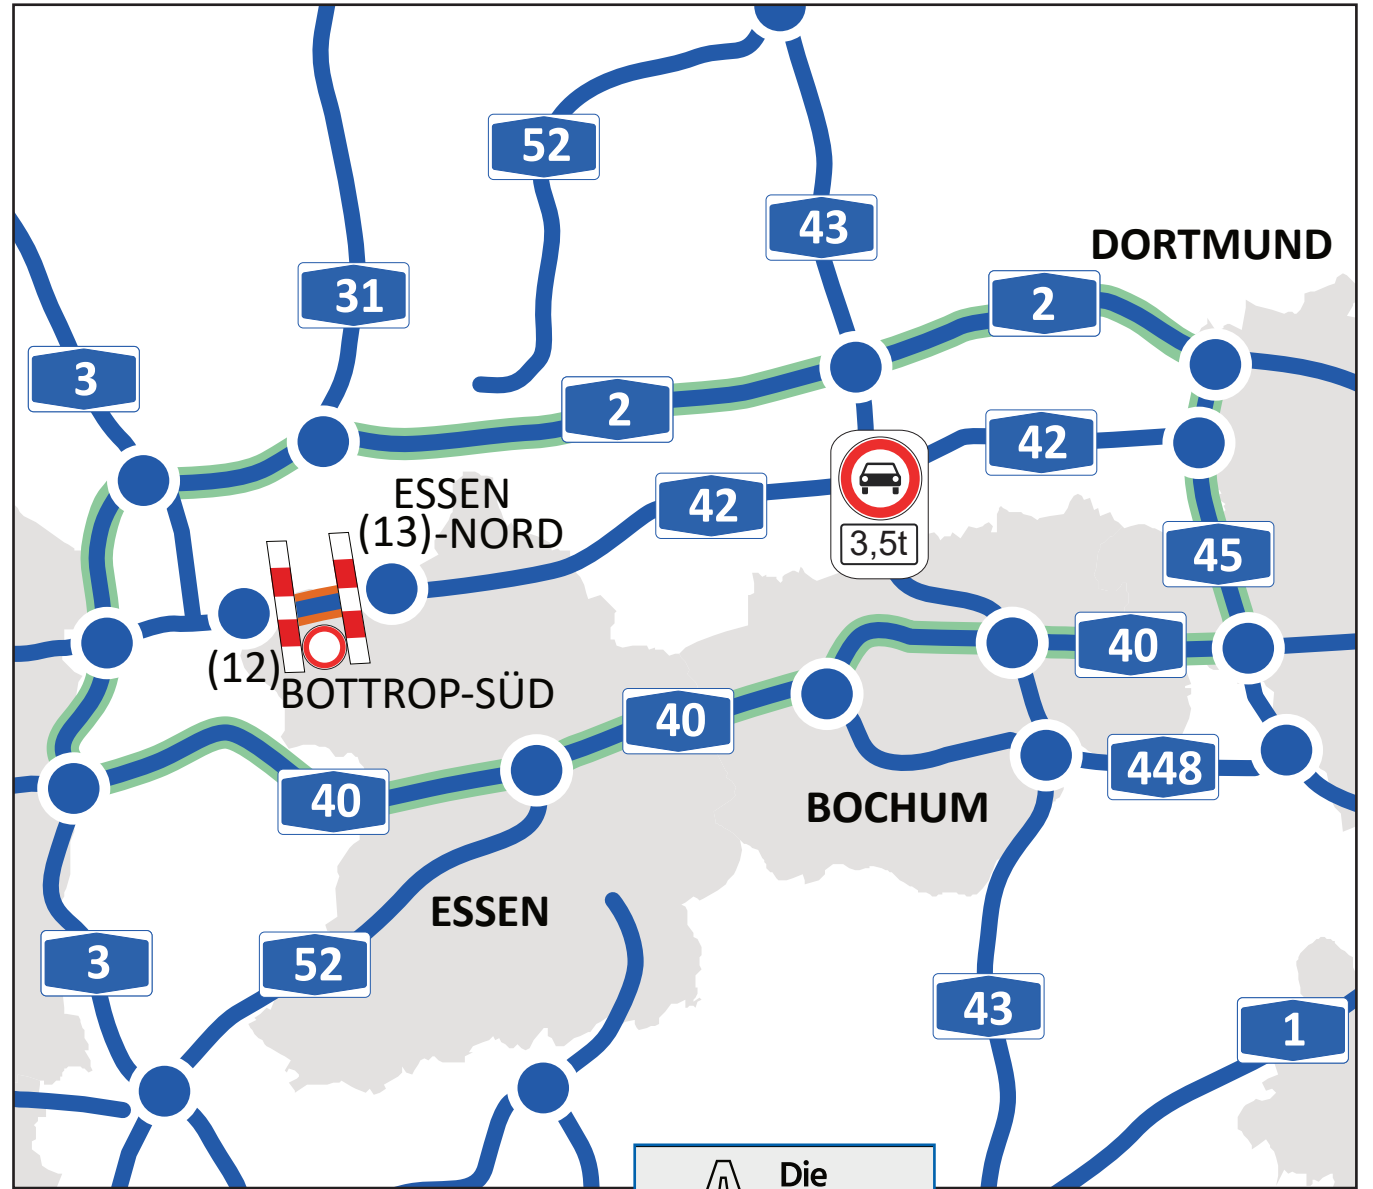 52
43
DORTMUND
31
2
3
2
42
ESSEN
(13)-NORD
42
3,5t
45
40
(12)
BOTTROP-SÜD
40
448
40
BOCHUM
ESSEN
3
52
43
1
Die